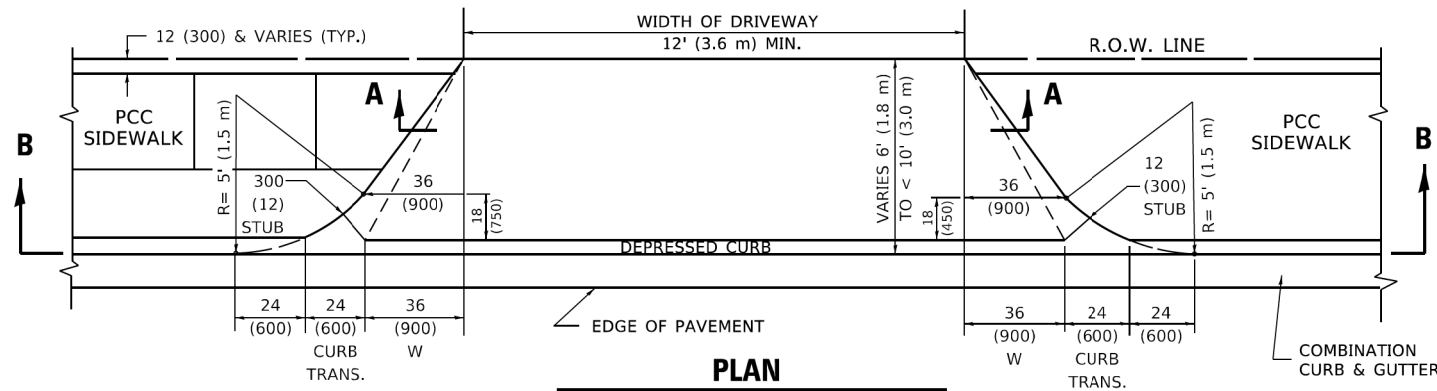 WIDTH OF DRIVEWAY
12' (3.6 m) MIN.
12 (300) & VARIES (TYP.)
R.O.W. LINE
A
A
PCC
SIDEWALK
PCC
SIDEWALK
B
B
R= 5' (1.5 m)
300
(12)
STUB
36
(900)
18
(750)
VARIES 6' (1.8 m)
TO < 10' (3.0 m)
36
(900)
18
(450)
12
(300)
STUB
R= 5' (1.5 m)
DEPRESSED CURB
24
(600)
24
(600)
CURB
TRANS.
36
(900)
W
EDGE OF PAVEMENT
36
(900)
W
24
(600)
CURB
TRANS.
24
(600)
COMBINATION
CURB & GUTTER
PLAN